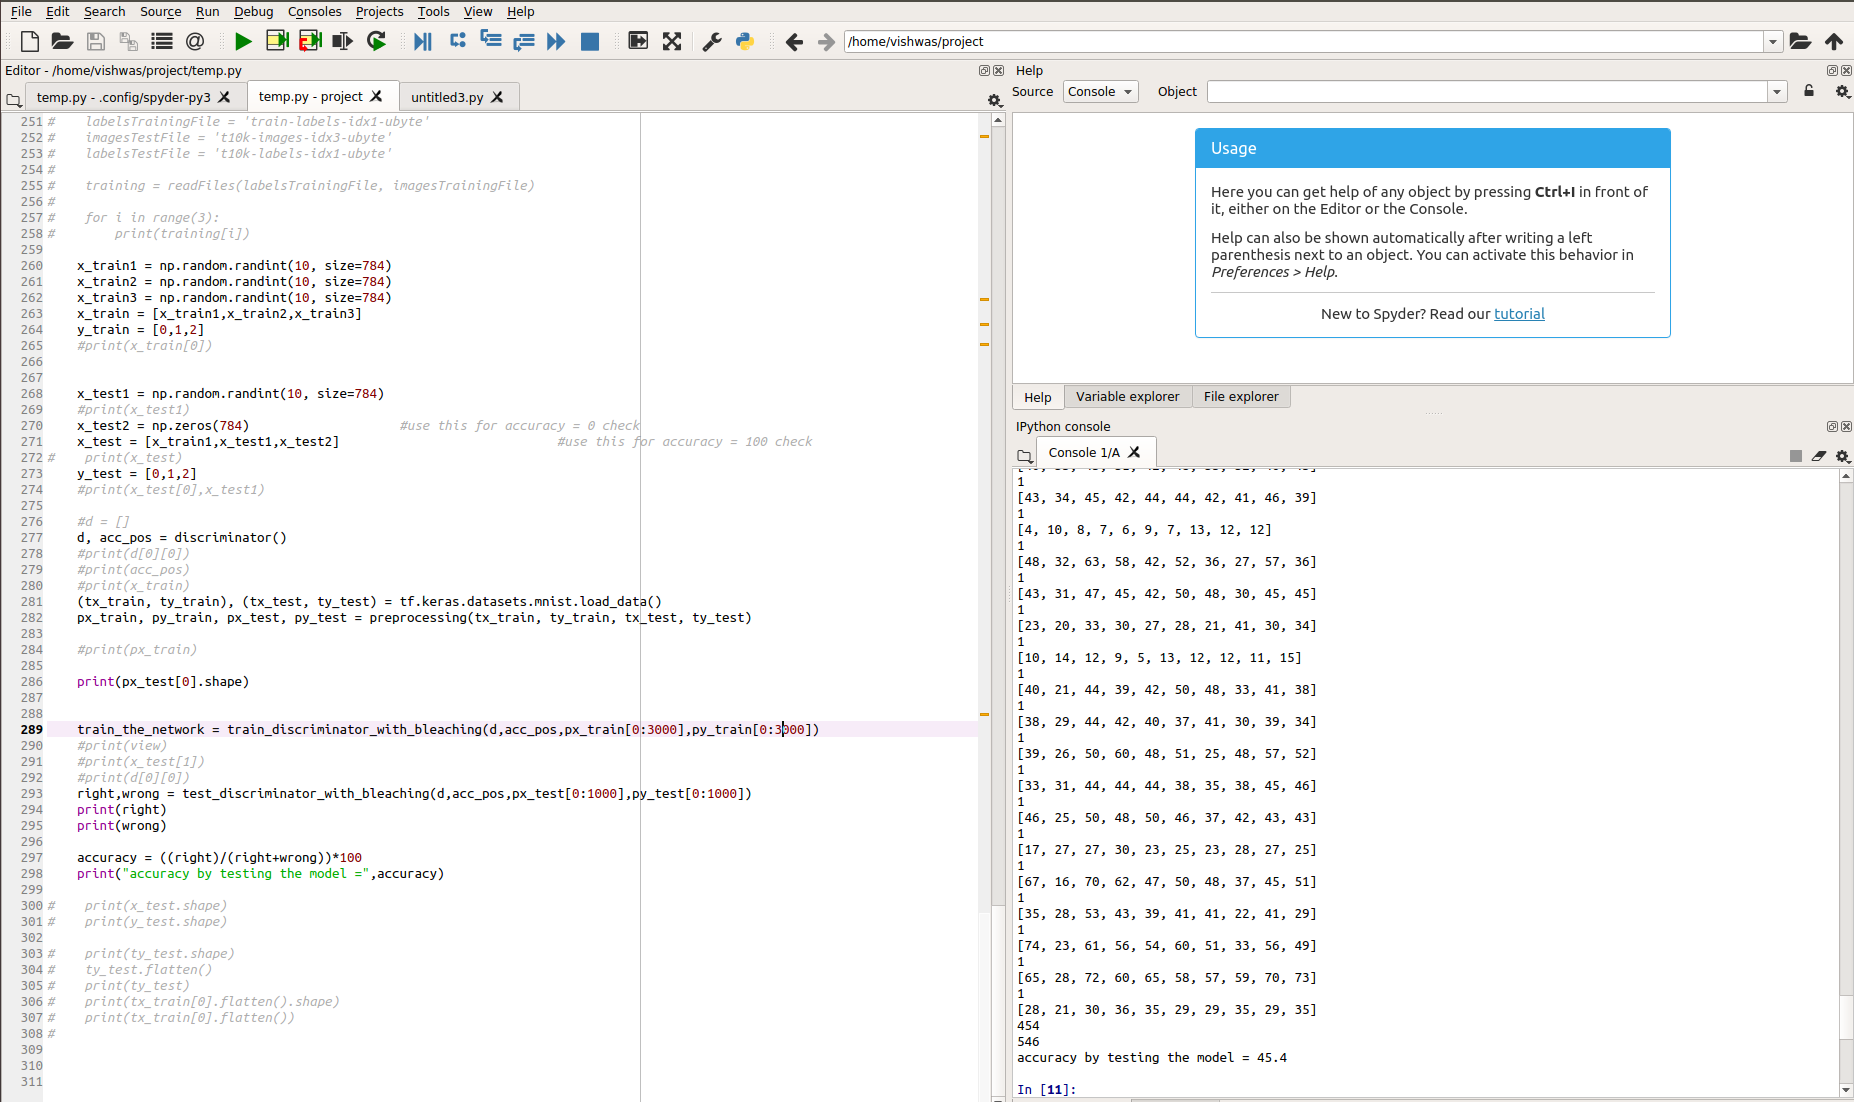 File Edit Search Source Run Debug Consoles Projects Tools View Help
/home/vishwas/project
Editor - /home/vishwas/project/temp.py
temp.py - .config/spyder-py3
temp.py - project
untitled3.py
251 #    labelsTrainingFile = 'train-labels-idx1-ubyte'
252 #    imagesTestFile = 't10k-images-idx3-ubyte'
253 #    labelsTestFile = 't10k-labels-idx1-ubyte'
254 #
255 #    training = readFiles(labelsTrainingFile, imagesTrainingFile)
256 #
257 #    for i in range(3):
258 #        print(training[i])
259
260     x_train1 = np.random.randint(10, size=784)
261     x_train2 = np.random.randint(10, size=784)
262     x_train3 = np.random.randint(10, size=784)
263     x_train = [x_train1,x_train2,x_train3]
264     y_train = [0,1,2]
265     #print(x_train[0])
266
267
268     x_test1 = np.random.randint(10, size=784)
269     #print(x_test1)
270     x_test2 = np.zeros(784)                    #use this for accuracy = 0 check
271     x_test = [x_train1,x_test1,x_test2]                             #use this for accuracy = 100 check
272 #    print(x_test)
273     y_test = [0,1,2]
274     #print(x_test[0],x_test1)
275
276     #d = []
277     d, acc_pos = discriminator()
278     #print(d[0][0])
279     #print(acc_pos)
280     #print(x_train)
281     (tx_train, ty_train), (tx_test, ty_test) = tf.keras.datasets.mnist.load_data()
282     px_train, py_train, px_test, py_test = preprocessing(tx_train, ty_train, tx_test, ty_test)
283
284     #print(px_train)
285
286     print(px_test[0].shape)
287
288
289     train_the_network = train_discriminator_with_bleaching(d,acc_pos,px_train[0:3000],py_train[0:3000])
290     #print(view)
291     #print(x_test[1])
292     #print(d[0][0])
293     right,wrong = test_discriminator_with_bleaching(d,acc_pos,px_test[0:1000],py_test[0:1000])
294     print(right)
295     print(wrong)
296
297     accuracy = ((right)/(right+wrong))*100
298     print("accuracy by testing the model =",accuracy)
299
300 #    print(x_test.shape)
301 #    print(y_test.shape)
302
303 #    print(ty_test.shape)
304 #    ty_test.flatten()
305 #    print(ty_test)
306 #    print(tx_train[0].flatten().shape)
307 #    print(tx_train[0].flatten())
308 #
309
310
311
Help
Source Console Object
Usage
Here you can get help of any object by pressing Ctrl+I in front of
it, either on the Editor or the Console.
Help can also be shown automatically after writing a left
parenthesis next to an object. You can activate this behavior in
Preferences > Help.
New to Spyder? Read our tutorial
Help Variable explorer File explorer
IPython console
Console 1/A
1
[43, 34, 45, 42, 44, 44, 42, 41, 46, 39]
1
[4, 10, 8, 7, 6, 9, 7, 13, 12, 12]
1
[48, 32, 63, 58, 42, 52, 36, 27, 57, 36]
1
[43, 31, 47, 45, 42, 50, 48, 30, 45, 45]
1
[23, 20, 33, 30, 27, 28, 21, 41, 30, 34]
1
[10, 14, 12, 9, 5, 13, 12, 12, 11, 15]
1
[40, 21, 44, 39, 42, 50, 48, 33, 41, 38]
1
[38, 29, 44, 42, 40, 37, 41, 30, 39, 34]
1
[39, 26, 50, 60, 48, 51, 25, 48, 57, 52]
1
[33, 31, 44, 44, 44, 38, 35, 38, 45, 46]
1
[46, 25, 50, 48, 50, 46, 37, 42, 43, 43]
1
[17, 27, 27, 30, 23, 25, 23, 28, 27, 25]
1
[67, 16, 70, 62, 47, 50, 48, 37, 45, 51]
1
[35, 28, 53, 43, 39, 41, 41, 22, 41, 29]
1
[74, 23, 61, 56, 54, 60, 51, 33, 56, 49]
1
[65, 28, 72, 60, 65, 58, 57, 59, 70, 73]
1
[28, 21, 30, 36, 35, 29, 29, 35, 29, 35]
454
546
accuracy by testing the model = 45.4
In [11]: